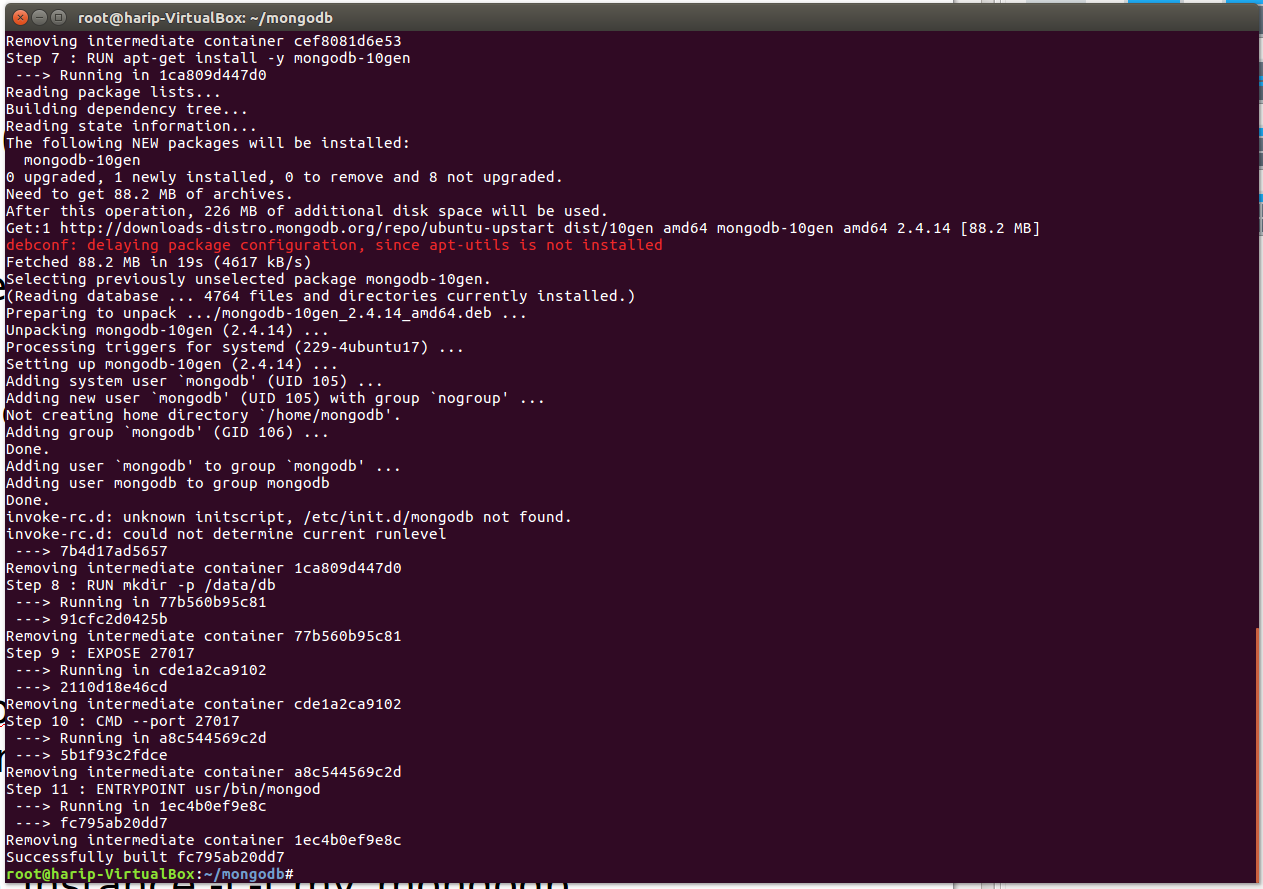 root@harip-VirtualBox: ~/mongodb
Removing intermediate container cef8081d6e53
Step 7 : RUN apt-get install -y mongodb-10gen
 ---> Running in 1ca809d447d0
Reading package lists...
Building dependency tree...
Reading state information...
The following NEW packages will be installed:
  mongodb-10gen
0 upgraded, 1 newly installed, 0 to remove and 8 not upgraded.
Need to get 88.2 MB of archives.
After this operation, 226 MB of additional disk space will be used.
Get:1 http://downloads-distro.mongodb.org/repo/ubuntu-upstart dist/10gen amd64 mongodb-10gen amd64 2.4.14 [88.2 MB]
debconf: delaying package configuration, since apt-utils is not installed
Fetched 88.2 MB in 19s (4617 kB/s)
Selecting previously unselected package mongodb-10gen.
(Reading database ... 4764 files and directories currently installed.)
Preparing to unpack .../mongodb-10gen_2.4.14_amd64.deb ...
Unpacking mongodb-10gen (2.4.14) ...
Processing triggers for systemd (229-4ubuntu17) ...
Setting up mongodb-10gen (2.4.14) ...
Adding system user `mongodb' (UID 105) ...
Adding new user `mongodb' (UID 105) with group `nogroup' ...
Not creating home directory `/home/mongodb'.
Adding group `mongodb' (GID 106) ...
Done.
Adding user `mongodb' to group `mongodb' ...
Adding user mongodb to group mongodb
Done.
invoke-rc.d: unknown initscript, /etc/init.d/mongodb not found.
invoke-rc.d: could not determine current runlevel
 ---> 7b4d17ad5657
Removing intermediate container 1ca809d447d0
Step 8 : RUN mkdir -p /data/db
 ---> Running in 77b560b95c81
 ---> 91cfc2d0425b
Removing intermediate container 77b560b95c81
Step 9 : EXPOSE 27017
 ---> Running in cde1a2ca9102
 ---> 2110d18e46cd
Removing intermediate container cde1a2ca9102
Step 10 : CMD --port 27017
 ---> Running in a8c544569c2d
 ---> 5b1f93c2fdce
Removing intermediate container a8c544569c2d
Step 11 : ENTRYPOINT usr/bin/mongod
 ---> Running in 1ec4b0ef9e8c
 ---> fc795ab20dd7
Removing intermediate container 1ec4b0ef9e8c
Successfully built fc795ab20dd7
root@harip-VirtualBox:~/mongodb#